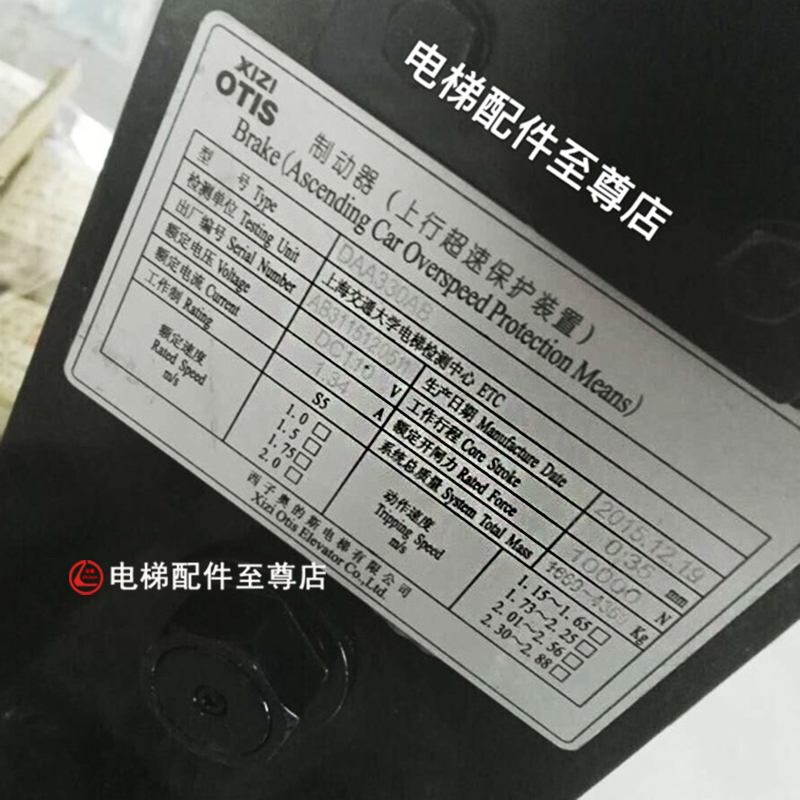 电梯配件至尊店
XIZI
OTIS
制动器（上行超速保护装置）
Brake (Ascending Car Overspeed Protection Means)
型 号 Type DAA330AB
检测单位 Testing Unit 上海交通大学电梯检测中心 ETC
出厂编号 Serial Number 生产日期 Manufacture Date 2015.12.19
额定电压 Voltage DC110 V 工作行程 Core Stroke 0.35 mm
额定电流 Current 1.34 A 额定开闸力 Rated Force 10000 N
工作制 Rating S5 系统总质量 System Total Mass Kg
额定速度
Rated Speed
m/s
1.0 □
1.5 □
1.75 □
2.0 □
动作速度
Tripping Speed
m/s
1.15~1.65 □
1.73~2.25 □
2.01~2.56 □
2.30~2.88 □
西子奥的斯电梯有限公司
Xizi Otis Elevator Co.,Ltd.
电梯配件至尊店